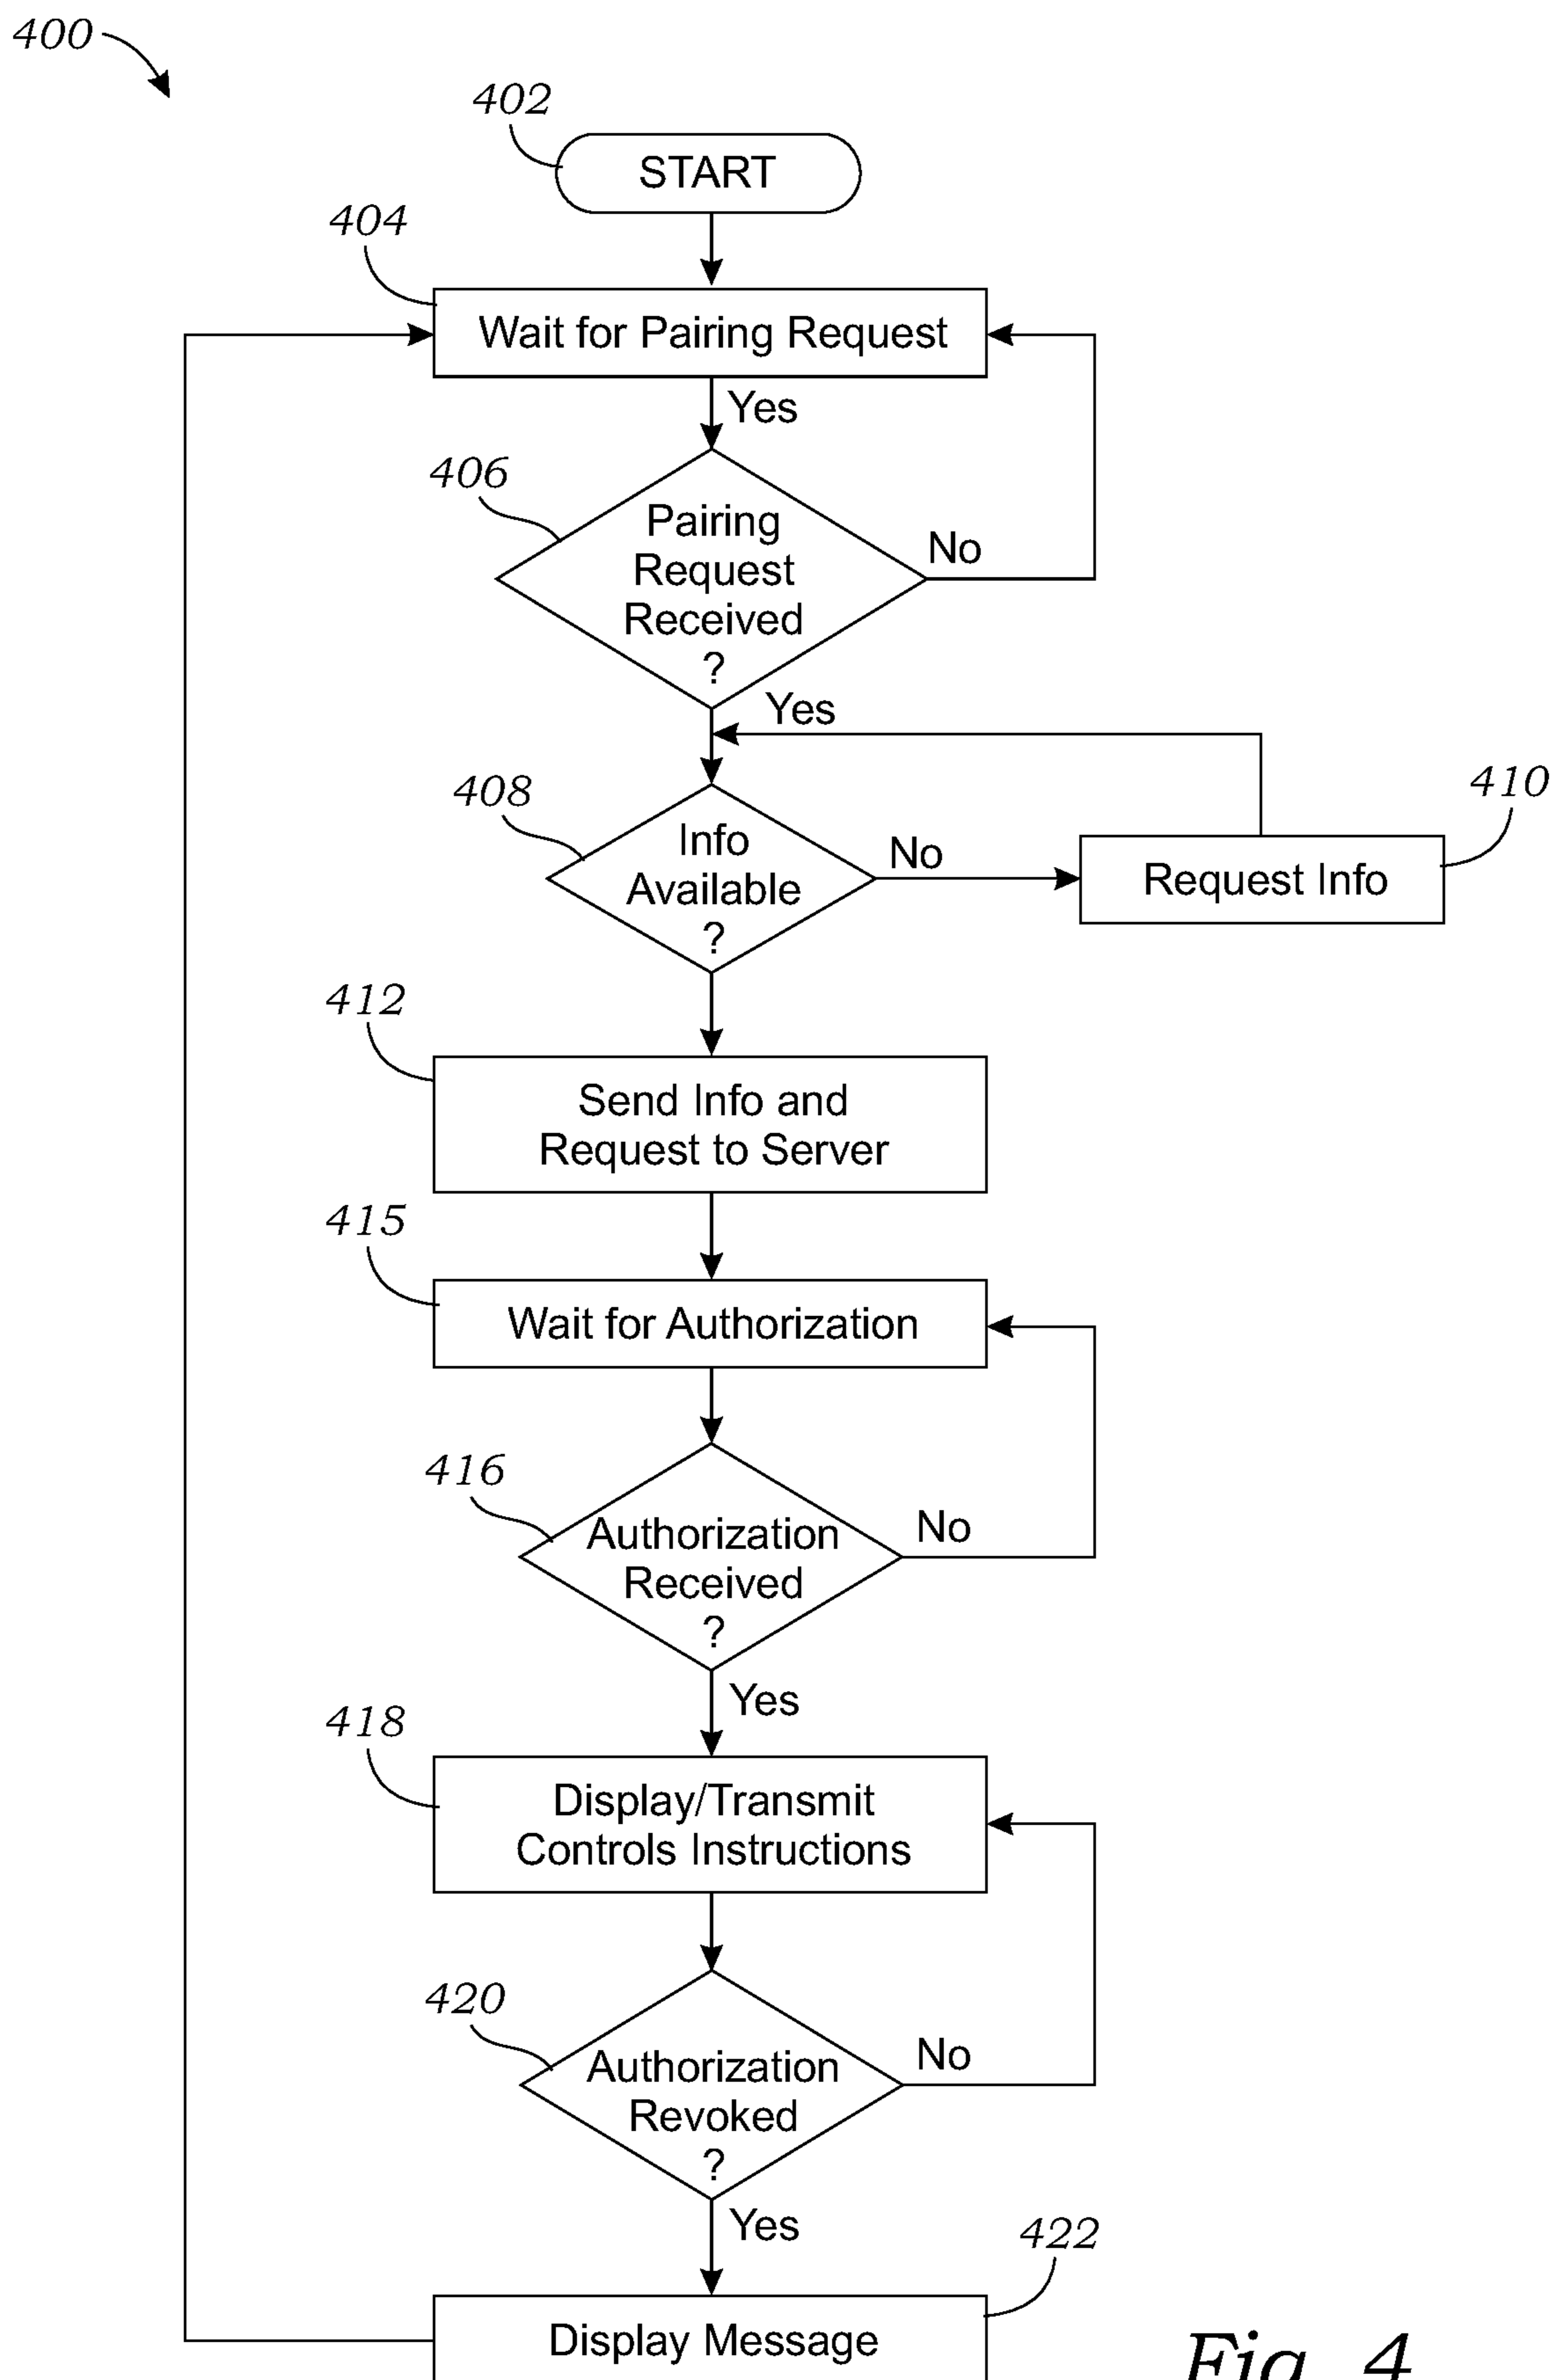 400
402
START
404
Wait for Pairing Request
Yes
406
Pairing
Request
Received
?
No
Yes
408
Info
Available
?
No
410
Request Info
412
Send Info and
Request to Server
415
Wait for Authorization
416
Authorization
Received
?
No
Yes
418
Display/Transmit
Controls Instructions
420
Authorization
Revoked
?
No
Yes
422
Display Message
Fig. 4